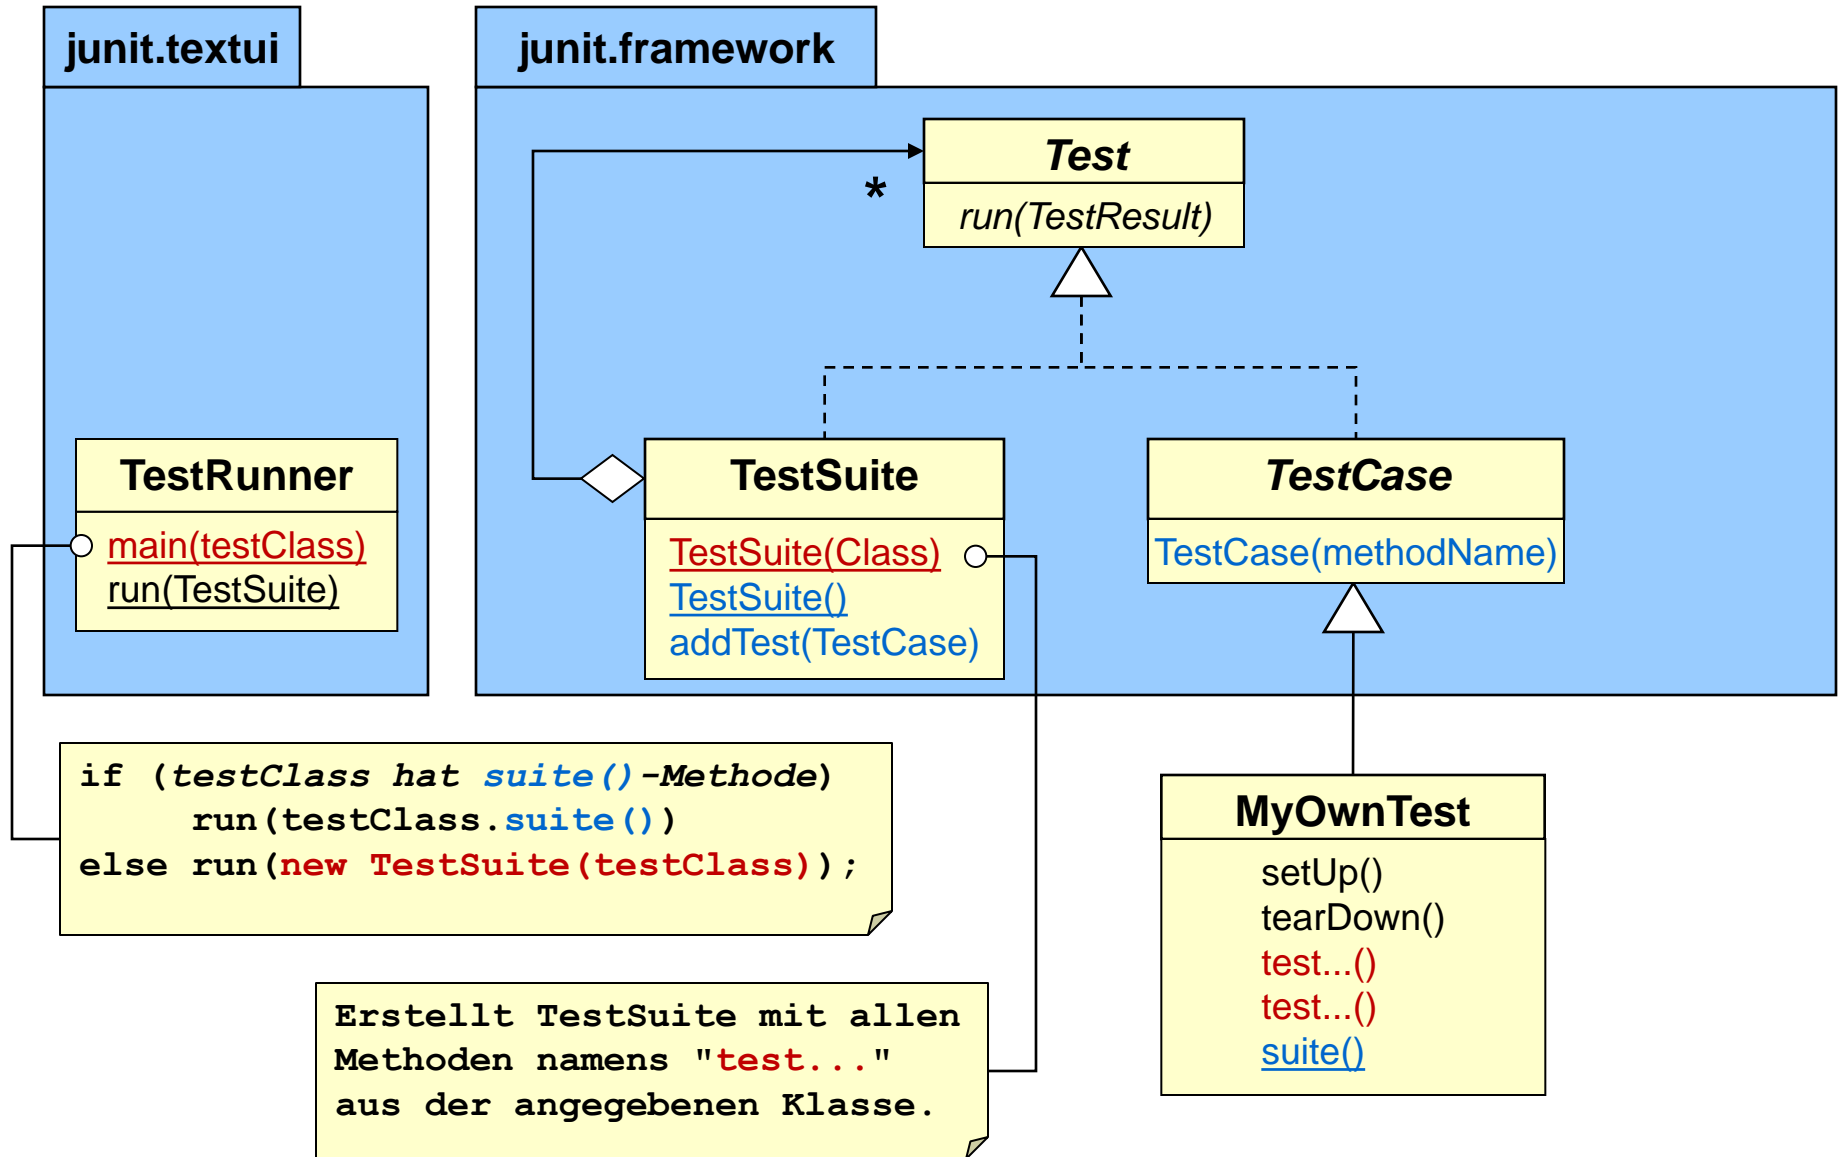 junit.textui
junit.framework
Test
*
run(TestResult)
TestRunner
main(testClass)
run(TestSuite)
TestSuite
TestSuite(Class)
TestSuite()
addTest(TestCase)
TestCase
TestCase(methodName)
if (testClass hat suite()-Methode)
run(testClass.suite())
else run(new TestSuite(testClass));
MyOwnTest
setUp()
tearDown()
test...()
test...()
suite()
Erstellt TestSuite mit allen
Methoden namens "test..."
aus der angegebenen Klasse.